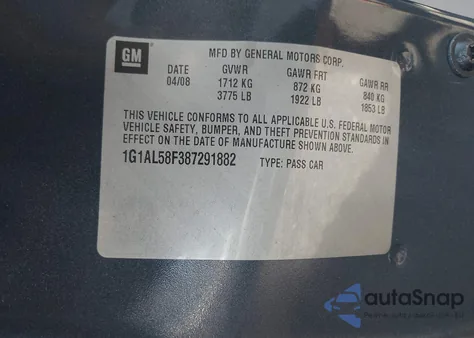 GM
MFD BY GENERAL MOTORS CORP.
DATE GVWR GAWR FRT GAWR RR
04/08 1712 KG 872 KG 840 KG
3775 LB 1922 LB 1853 LB
THIS VEHICLE CONFORMS TO ALL APPLICABLE U.S. FEDERAL MOTOR
VEHICLE SAFETY, BUMPER, AND THEFT PREVENTION STANDARDS IN
EFFECT ON THE DATE OF MANUFACTURE SHOWN ABOVE.
1G1AL58F387291882 TYPE: PASS CAR
autoSnap